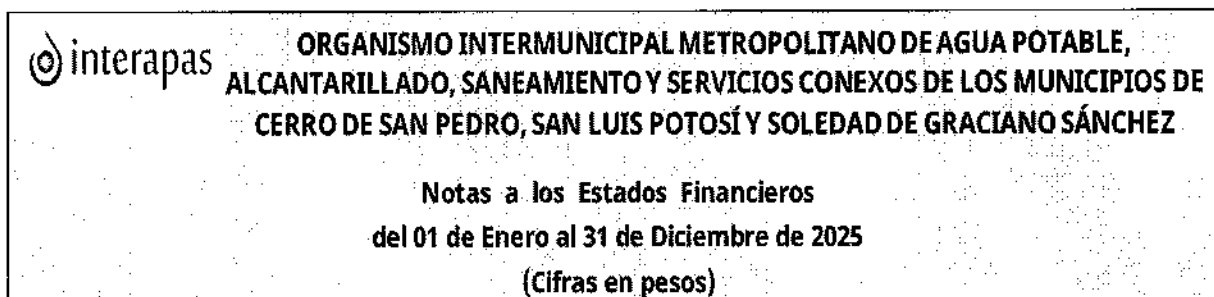 interapas
ORGANISMO INTERMUNICIPAL METROPOLITANO DE AGUA POTABLE,
ALCANTARILLADO, SANEAMIENTO Y SERVICIOS CONEXOS DE LOS MUNICIPIOS DE
CERRO DE SAN PEDRO, SAN LUIS POTOSÍ Y SOLEDAD DE GRACIANO SÁNCHEZ
Notas a los Estados Financieros
del 01 de Enero al 31 de Diciembre de 2025
(Cifras en pesos)